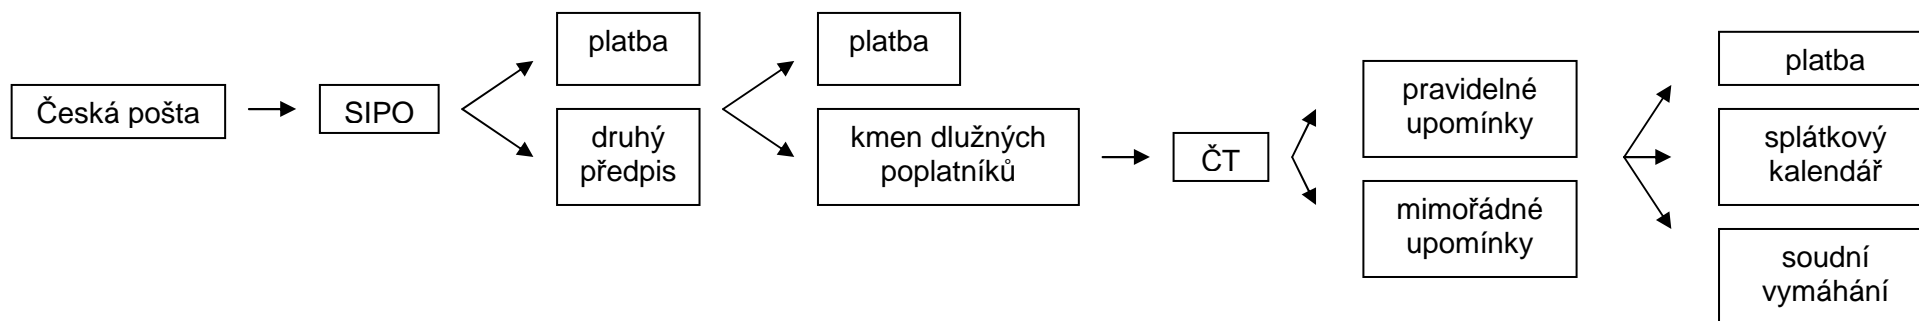 Česká pošta
SIPO
platba
druhý
předpis
platba
kmen dlužných
poplatníků
ČT
pravidelné
upomínky
mimořádné
upomínky
platba
splátkový
kalendář
soudní
vymáhání